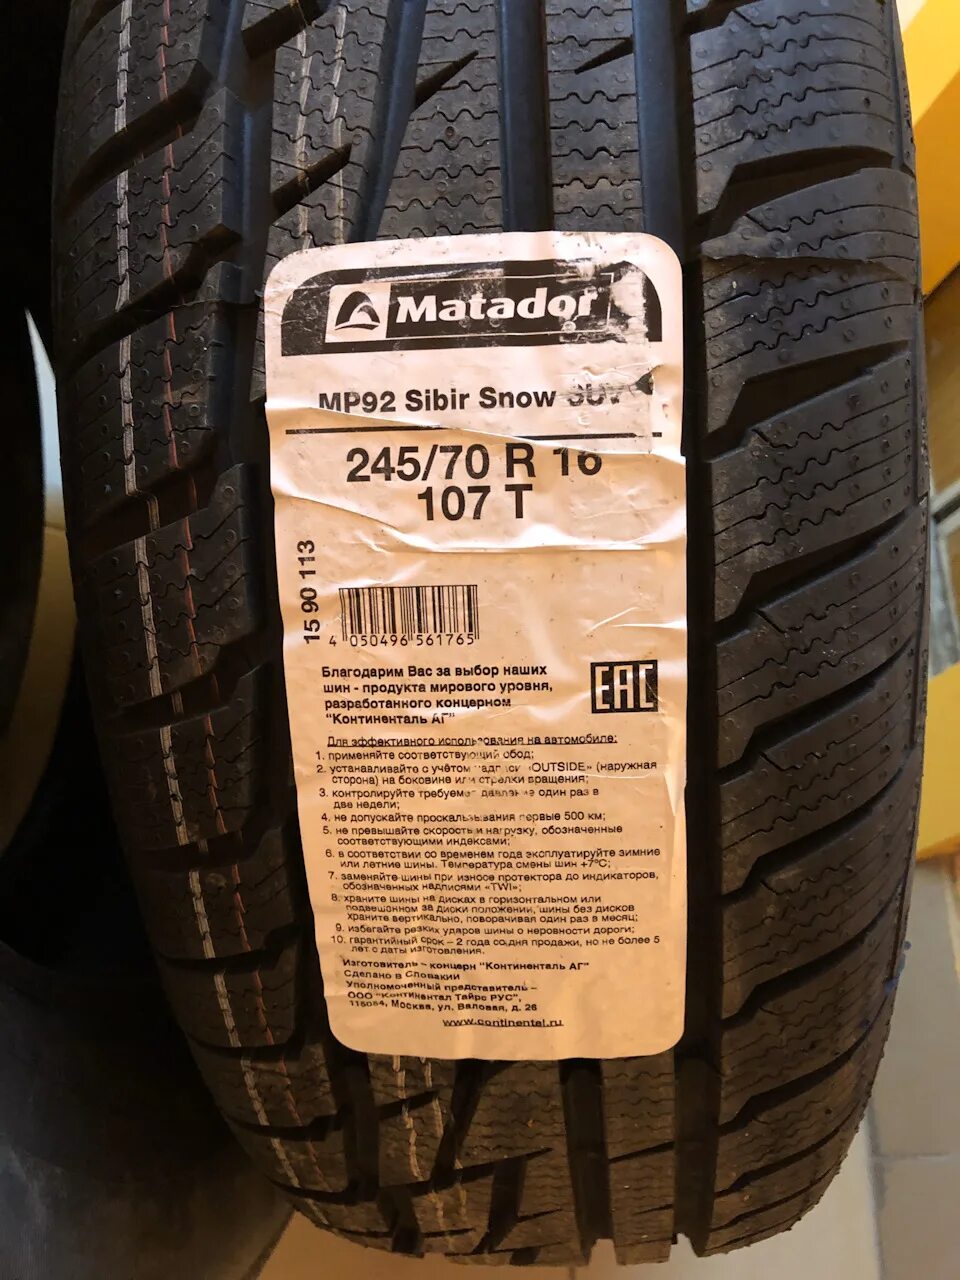 Matador
MP92 Sibir Snow SUV
245/70 R 16
107 T
15 90 113
4 050496 561765
Благодарим Вас за выбор наших
шин - продукта мирового уровня,
разработанного концерном
"Континенталь АГ"
EAC
Для эффективного использования на автомобиле:
1. применяйте соответствующий обод;
2. устанавливайте с учётом надписи «OUTSIDE» (наружная
сторона) на боковине или стрелки вращения;
3. контролируйте требуемое давление один раз в
две недели;
4. не допускайте проскальзывания первые 500 км;
5. не превышайте скорость и нагрузку, обозначенные
соответствующими индексами;
6. в соответствии со временем года эксплуатируйте зимние
или летние шины. Температура смены шин +7°C;
7. заменяйте шины при износе протектора до индикаторов,
обозначенных надписями «TWI»;
8. храните шины на дисках в горизонтальном или
подвешенном за диски положении, шины без дисков
храните вертикально, поворачивая один раз в месяц;
9. избегайте резких ударов шины о неровности дороги;
10. гарантийный срок – 2 года со дня продажи, но не более 5
лет с даты изготовления.
Изготовитель – концерн "Континенталь АГ"
Сделано в Словакии
Уполномоченный представитель –
ООО "Континентал Тайрс РУС",
115054, Москва, ул. Валовая, д. 26
www.continental.ru